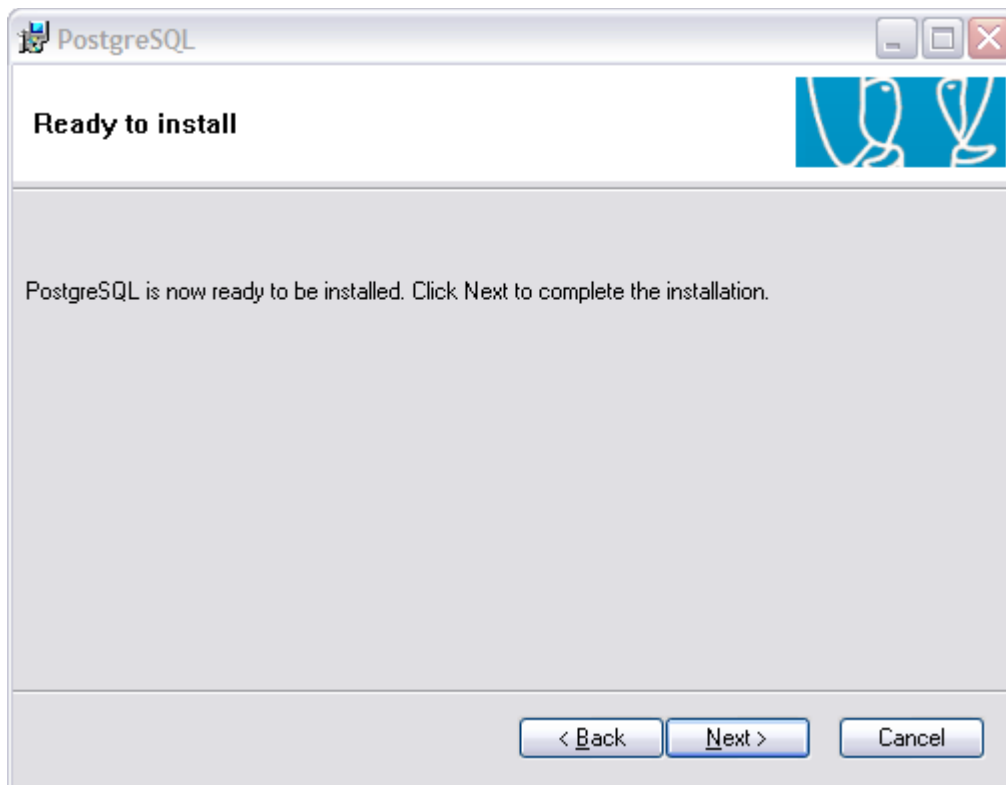 PostgreSQL
Ready to install
PostgreSQL is now ready to be installed. Click Next to complete the installation.
< Back
Next >
Cancel